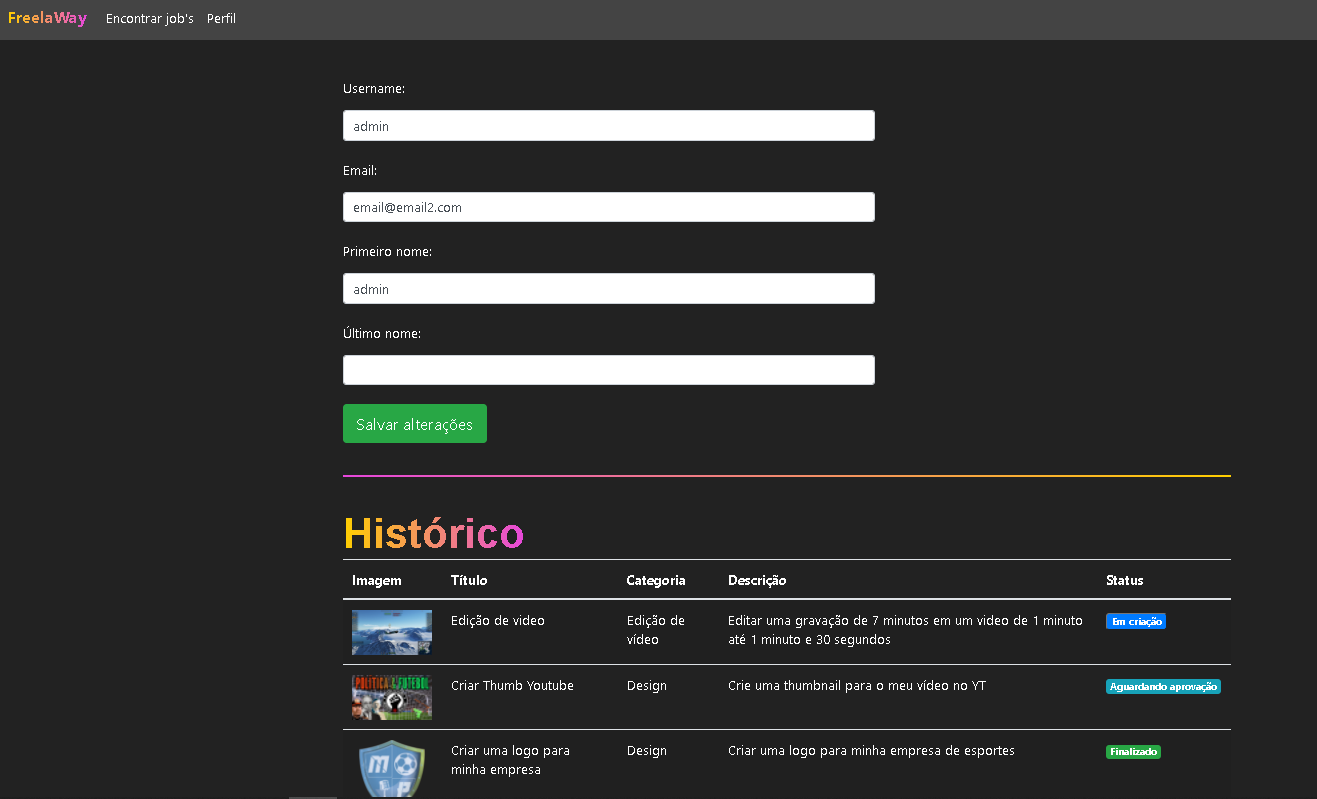 FreelaWay Encontrar job's Perfil
Username:
admin
Email:
email@email2.com
Primeiro nome:
admin
Último nome:
Salvar alterações
Histórico
Imagem Título Categoria Descrição Status
Edição de video Edição de Editar uma gravação de 7 minutos em um video de 1 minuto Em criação
vídeo até 1 minuto e 30 segundos
POLÍTICA & FUTEBOL
Criar Thumb Youtube Design Crie uma thumbnail para o meu vídeo no YT Aguardando aprovação
Criar uma logo para Design Criar uma logo para minha empresa de esportes Finalizado
minha empresa
M
P